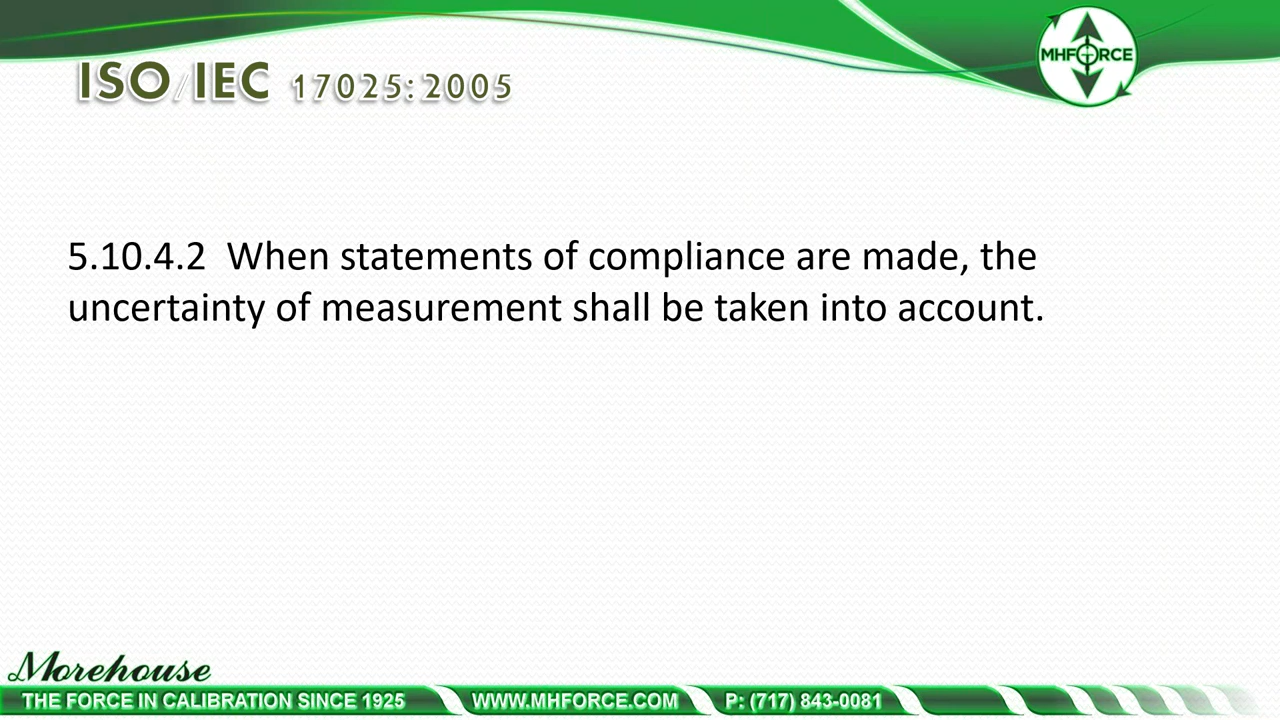 ISO/IEC 17025:2005
MHFORCE
5.10.4.2 When statements of compliance are made, the
uncertainty of measurement shall be taken into account.
Morehouse
THE FORCE IN CALIBRATION SINCE 1925 WWW.MHFORCE.COM P: (717) 843-0081